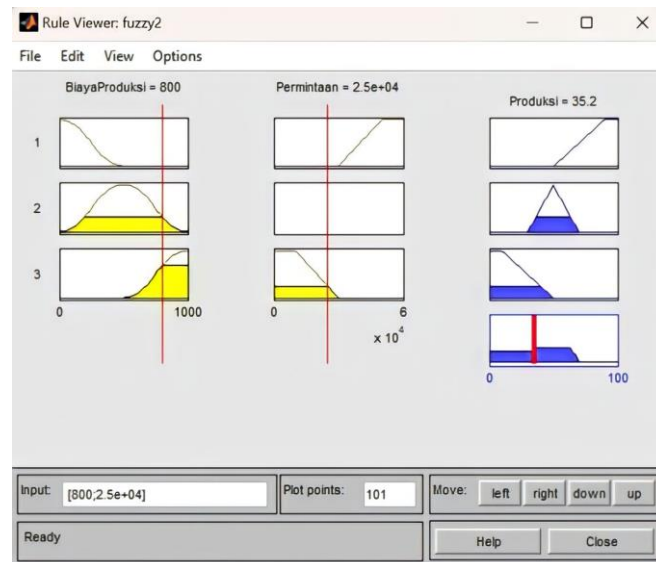 Rule Viewer: fuzzy2
File Edit View Options
BiayaProduksi = 800
Permintaan = 2.5e+04
Produksi = 35.2
1
2
3
0 1000
0 6
x 10^4
0 100
Input: [800;2.5e+04]
Plot points: 101
Move: left right down up
Ready
Help Close